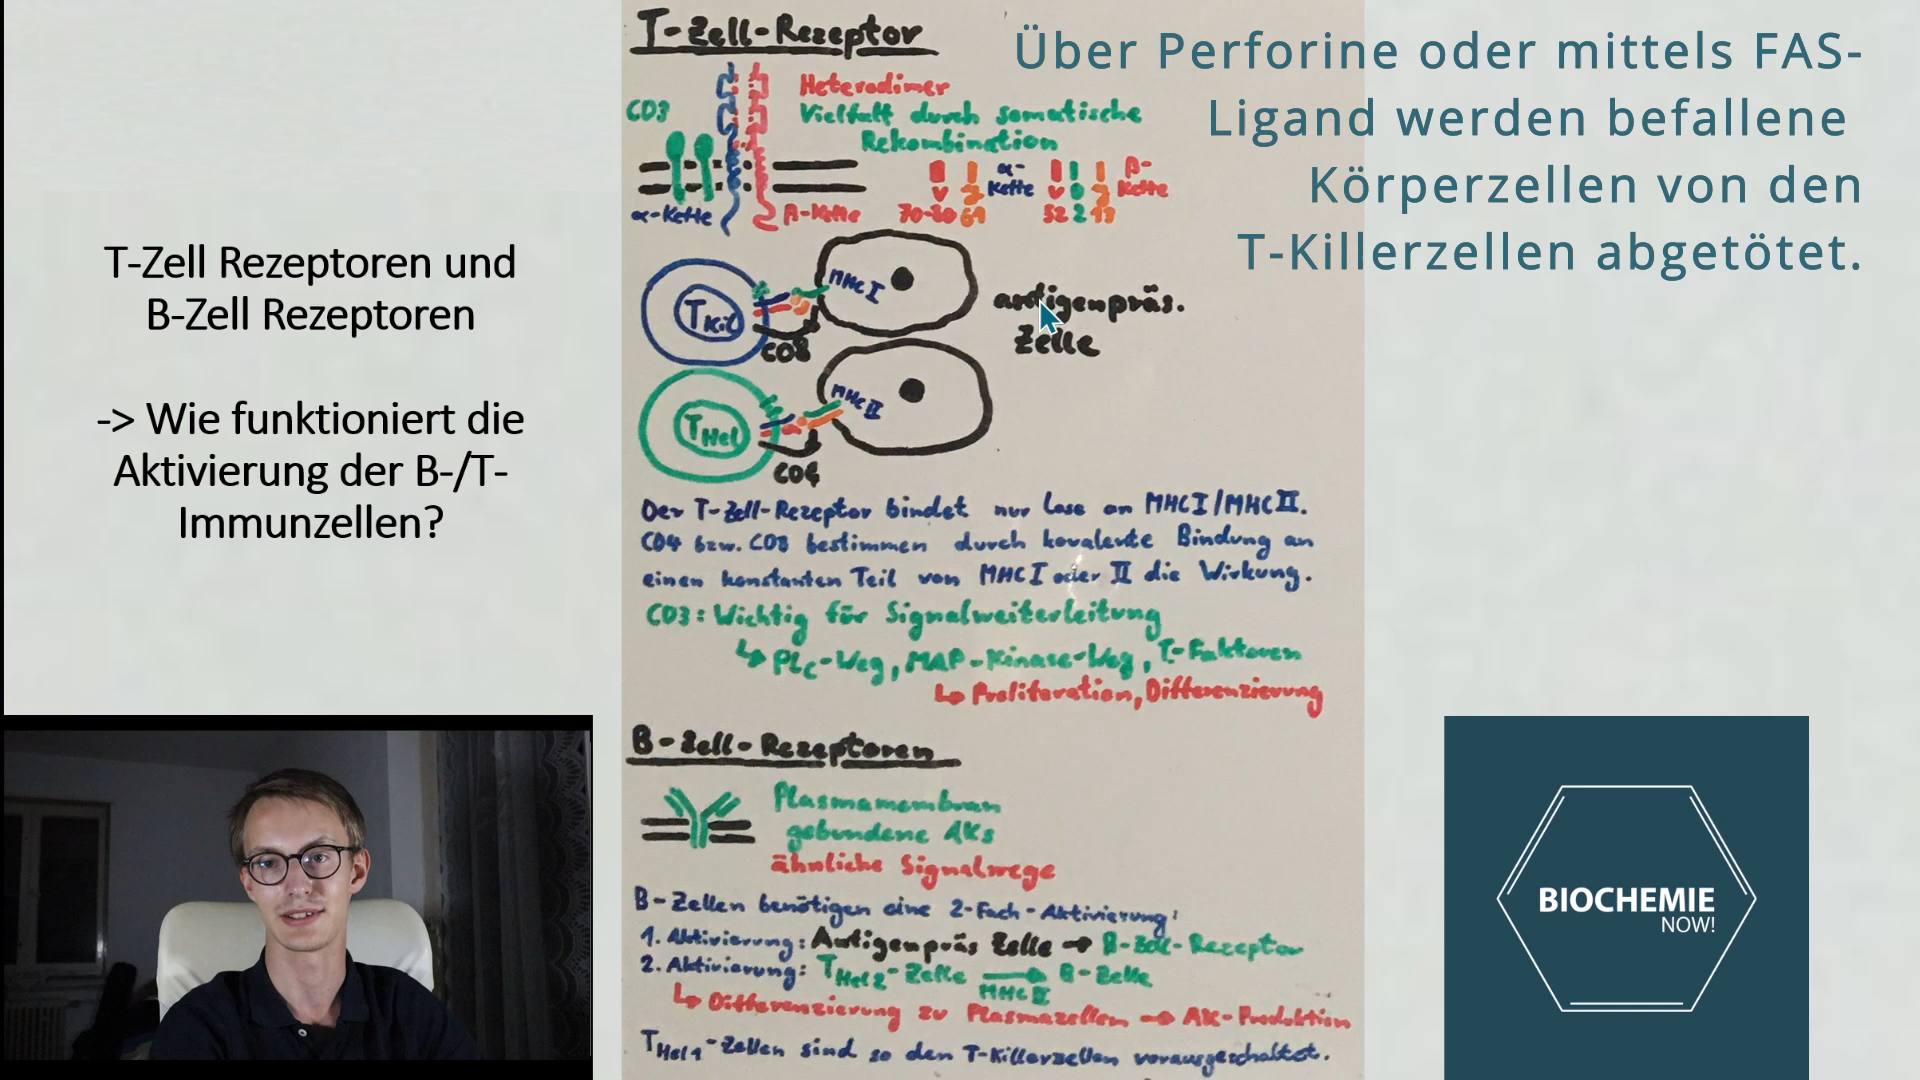 T-Zell Rezeptoren und
B-Zell Rezeptoren
-> Wie funktioniert die
Aktivierung der B-/T-
Immunzellen?
T-Zell-Rezeptor
CD3
Heterodimer
Vielfalt durch somatische
Rekombination
α-Kette
β-Kette
α-Kette
β-Kette
70-80 61
52 2 13
Über Perforine oder mittels FAS-
Ligand werden befallene
Körperzellen von den
T-Killerzellen abgetötet.
TKil
MHC I
CD8
antigenpräs.
Zelle
THel
MHC II
CD4
Der T-Zell-Rezeptor bindet nur lose an MHC I/MHC II.
CD4 bzw. CD8 bestimmen durch kovalente Bindung an
einen konstanten Teil von MHC I oder II die Wirkung.
CD3: Wichtig für Signalweiterleitung
↳ PLC-Weg, MAP-Kinase-Weg, T-Faktoren
↳ Proliferation, Differenzierung
B-Zell-Rezeptoren
Plasmamembran
gebundene AKs
ähnliche Signalwege
B-Zellen benötigen eine 2-Fach-Aktivierung:
1. Aktivierung: Antigenpräs Zelle → B-Zell-Rezeptor
2. Aktivierung: THel2-Zelle → B-Zelle
MHC II
↳ Differenzierung zu Plasmazellen → AK-Produktion
THel1-Zellen sind so den T-Killerzellen vorausgeschaltet.
BIOCHEMIE
NOW!